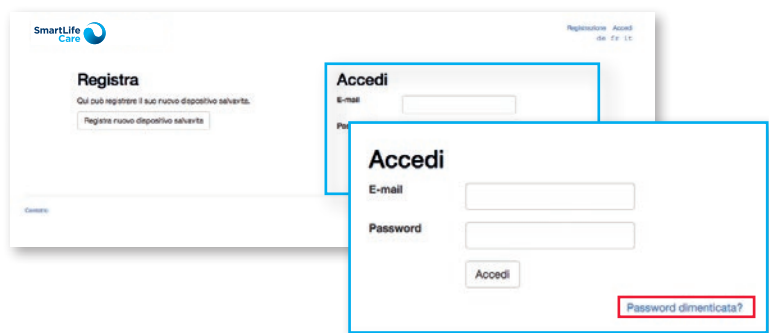 SmartLife
Care
Registrazione Accedi
de fr it
Registra
Qui può registrare il suo nuovo dispositivo salvavita.
Registra nuovo dispositivo salvavita
Accedi
E-mail
Pas
Contatto
Accedi
E-mail
Password
Accedi
Password dimenticata?